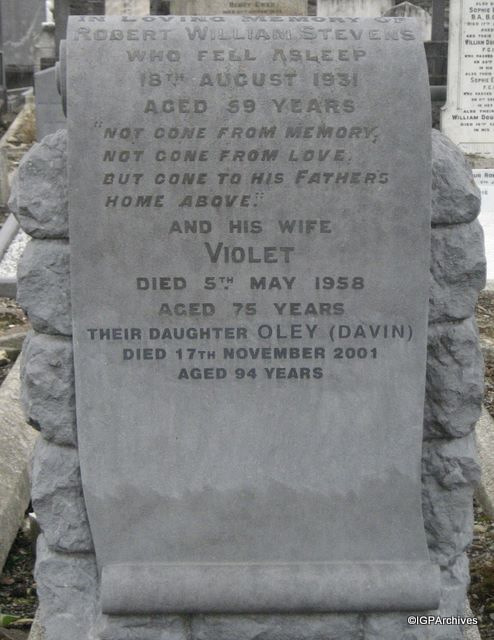 IN LOVING MEMORY OF
ROBERT WILLIAM STEVENS
WHO FELL ASLEEP
18TH AUGUST 1931
AGED 59 YEARS
"NOT GONE FROM MEMORY,
NOT GONE FROM LOVE,
BUT GONE TO HIS FATHERS
HOME ABOVE."
AND HIS WIFE
VIOLET
DIED 5TH MAY 1958
AGED 75 YEARS
THEIR DAUGHTER OLEY (DAVIN)
DIED 17TH NOVEMBER 2001
AGED 94 YEARS
©IGPArchives